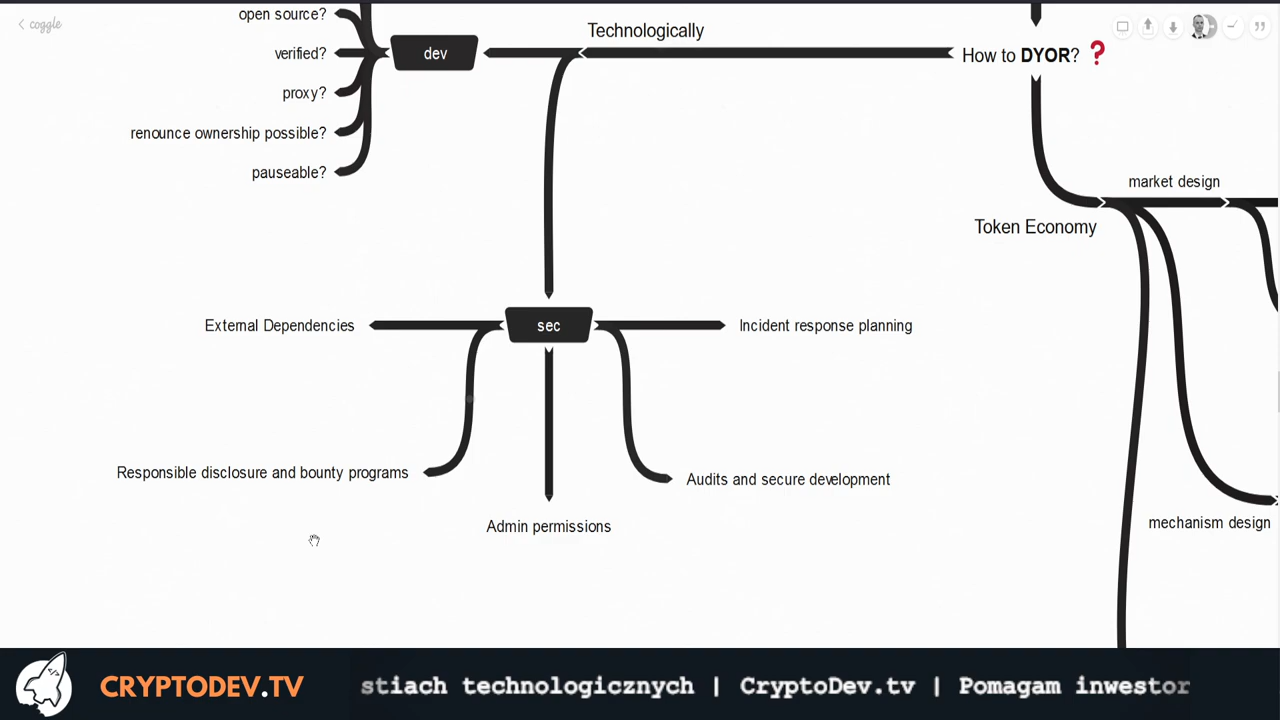 coggle
open source?
verified?
proxy?
renounce ownership possible?
pauseable?
dev
Technologically
How to DYOR? ❓
market design
Token Economy
External Dependencies
sec
Incident response planning
Responsible disclosure and bounty programs
Audits and secure development
Admin permissions
mechanism design
CRYPTODEV.TV
stiach technologicznych | CryptoDev.tv | Pomagam inwestor